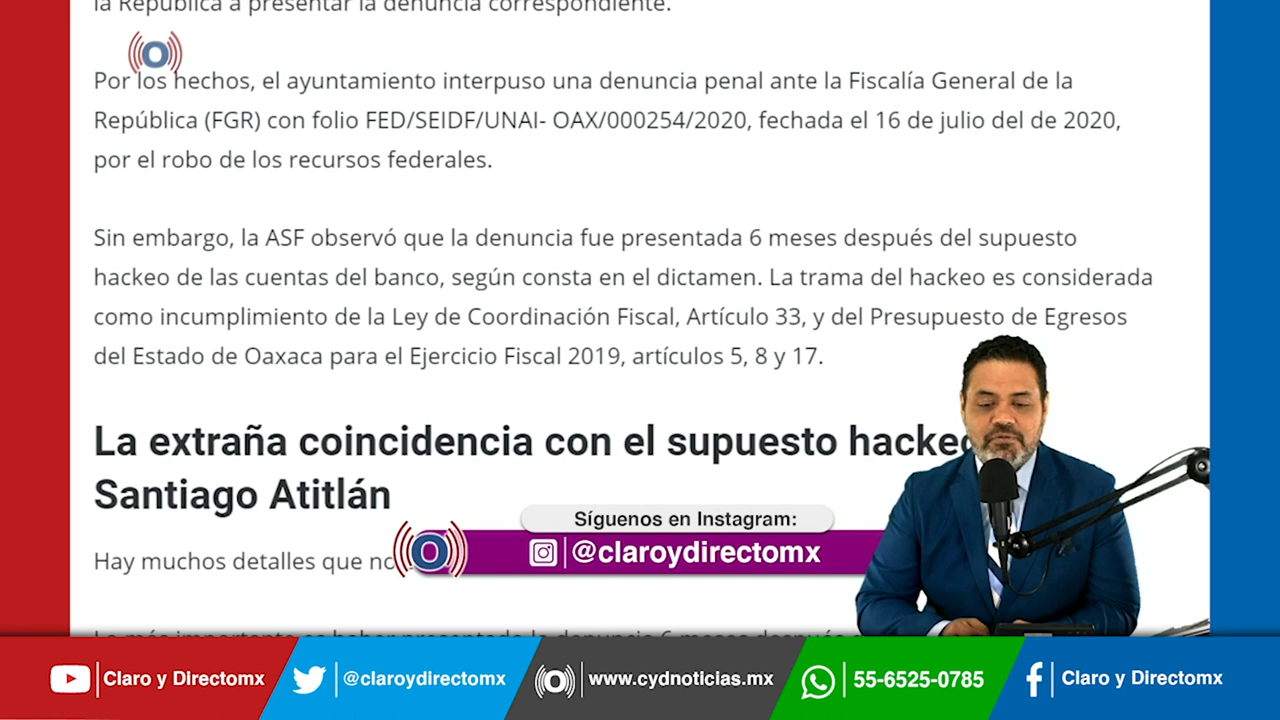 la República a presentar la denuncia correspondiente.
Por los hechos, el ayuntamiento interpuso una denuncia penal ante la Fiscalía General de la
República (FGR) con folio FED/SEIDF/UNAI- OAX/000254/2020, fechada el 16 de julio del de 2020,
por el robo de los recursos federales.
Sin embargo, la ASF observó que la denuncia fue presentada 6 meses después del supuesto
hackeo de las cuentas del banco, según consta en el dictamen. La trama del hackeo es considerada
como incumplimiento de la Ley de Coordinación Fiscal, Artículo 33, y del Presupuesto de Egresos
del Estado de Oaxaca para el Ejercicio Fiscal 2019, artículos 5, 8 y 17.
La extraña coincidencia con el supuesto hackeo
Santiago Atitlán
Síguenos en Instagram:
@claroydirectomx
Hay muchos detalles que no
Claro y Directomx
@claroydirectomx
www.cydnoticias.mx
55-6525-0785
Claro y Directomx